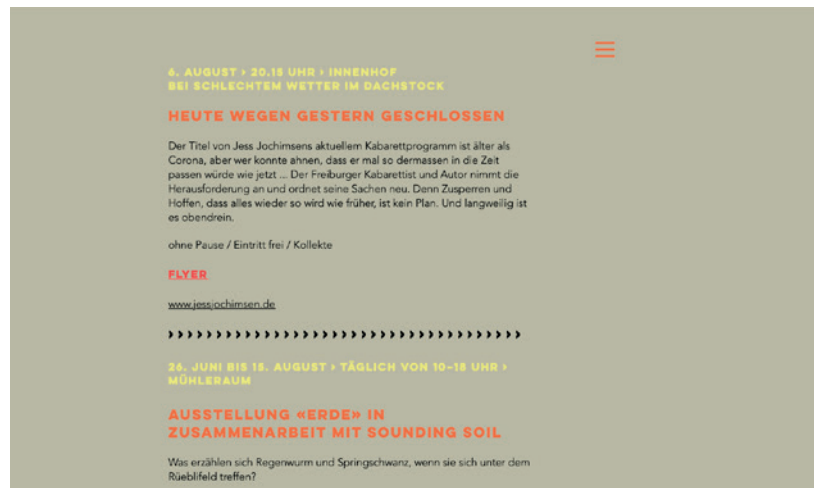 6. AUGUST › 20.15 UHR › INNENHOF
BEI SCHLECHTEM WETTER IM DACHSTOCK
HEUTE WEGEN GESTERN GESCHLOSSEN
Der Titel von Jess Jochimsens aktuellem Kabarettprogramm ist älter als
Corona, aber wer konnte ahnen, dass er mal so dermassen in die Zeit
passen würde wie jetzt ... Der Freiburger Kabarettist und Autor nimmt die
Herausforderung an und ordnet seine Sachen neu. Denn Zusperren und
Hoffen, dass alles wieder so wird wie früher, ist kein Plan. Und langweilig ist
es obendrein.
ohne Pause / Eintritt frei / Kollekte
FLYER
www.jessjochimsen.de
›››››››››››››››››››››››››››››››››››››
26. JUNI BIS 15. AUGUST › TÄGLICH VON 10–18 UHR ›
MÜHLERAUM
AUSSTELLUNG «ERDE» IN
ZUSAMMENARBEIT MIT SOUNDING SOIL
Was erzählen sich Regenwurm und Springschwanz, wenn sie sich unter dem
Rüeblifeld treffen?